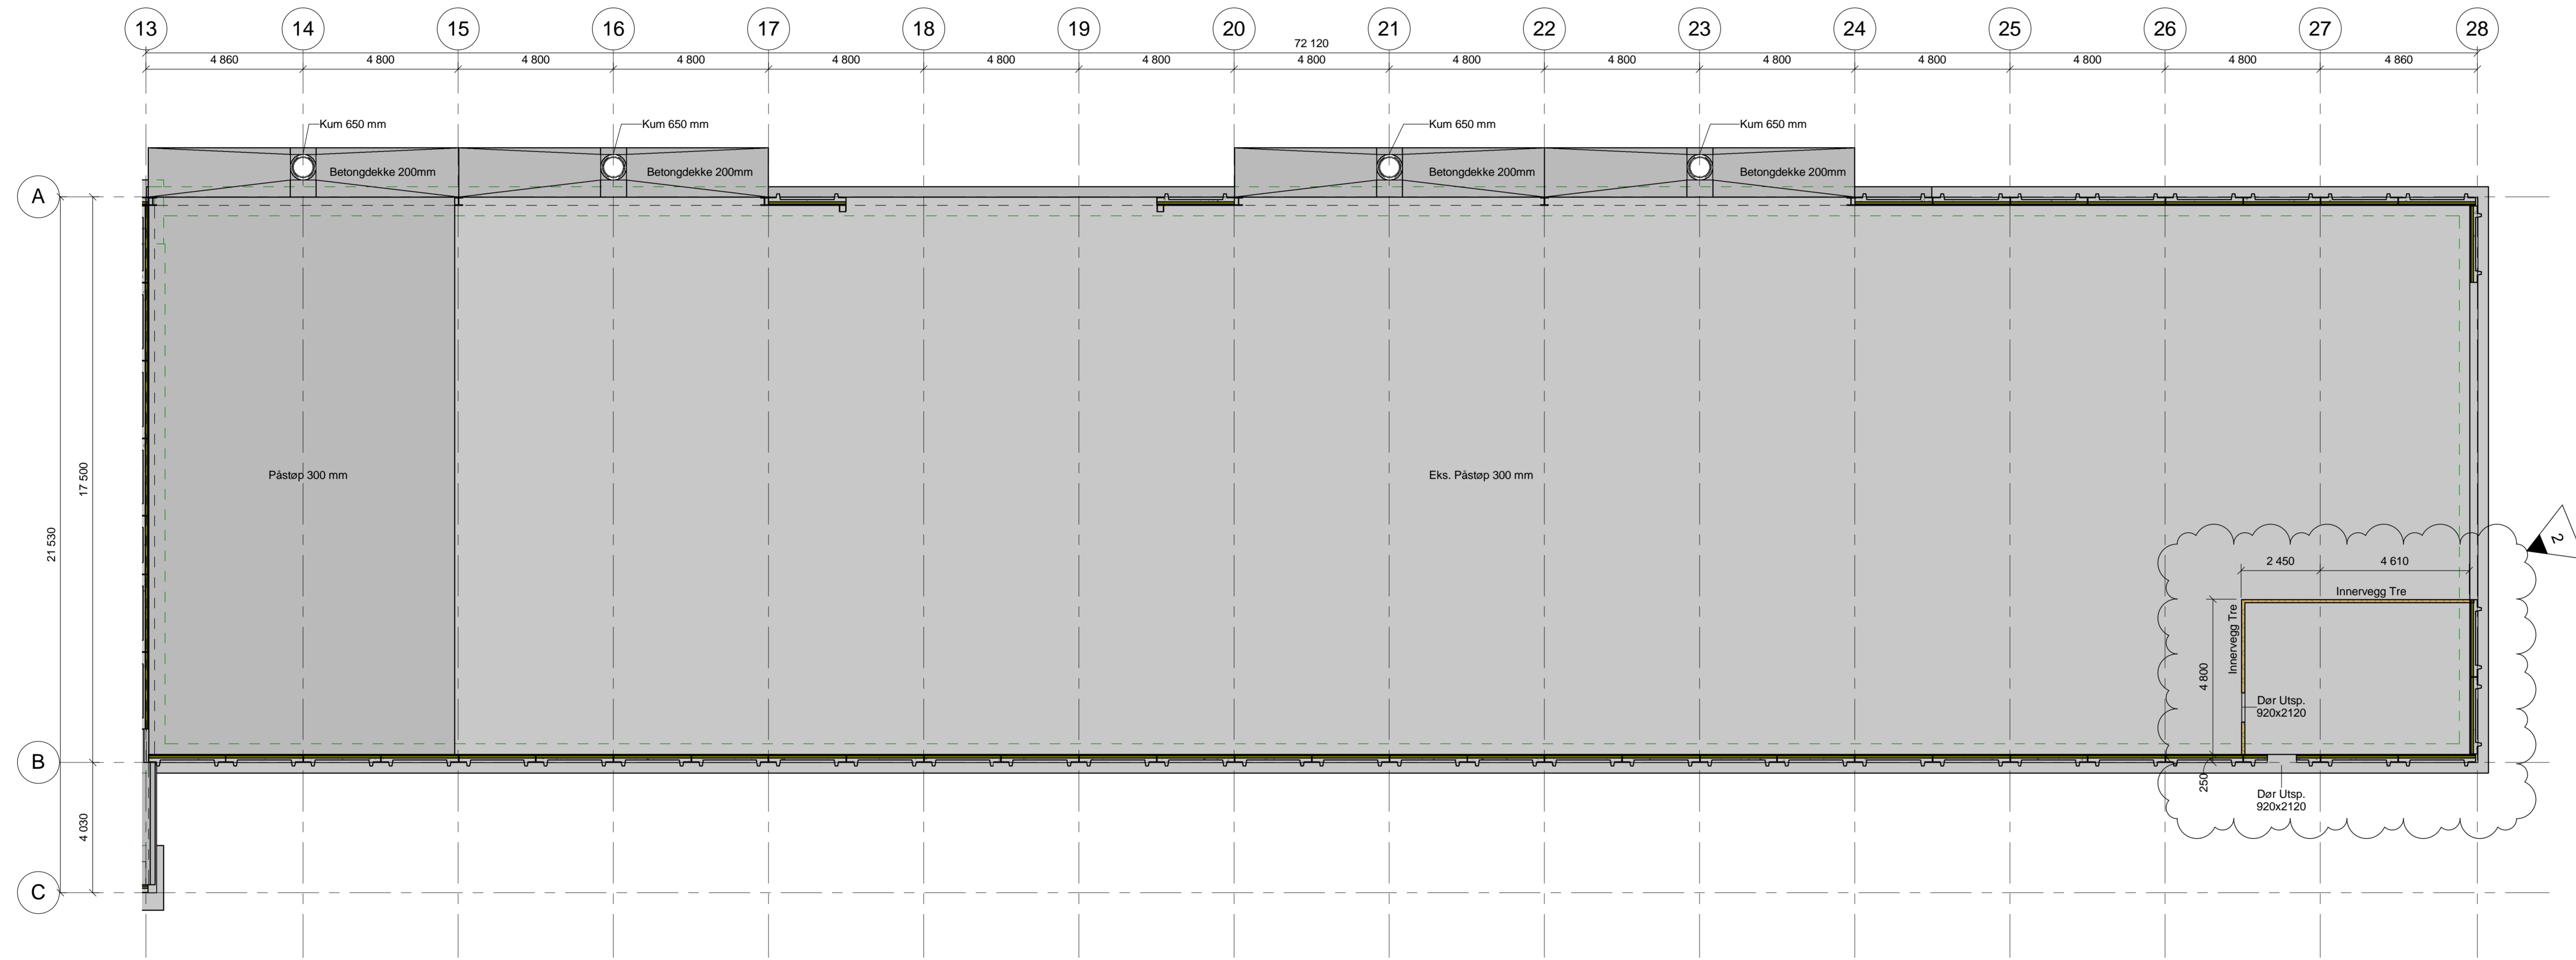 13 14 15 16 17 18 19 20 21 22 23 24 25 26 27 28
72 120
4 860 4 800 4 800 4 800 4 800 4 800 4 800 4 800 4 800 4 800 4 800 4 800 4 800 4 800 4 860
Kum 650 mm Kum 650 mm Kum 650 mm Kum 650 mm
Betongdekke 200mm Betongdekke 200mm Betongdekke 200mm Betongdekke 200mm
A
17 500
21 530
Påstøp 300 mm Eks. Påstøp 300 mm
2
2 450 4 610
Innervegg Tre
Innervegg Tre
4 800
Dør Utsp.
920x2120
B
250
Dør Utsp.
920x2120
4 030
C